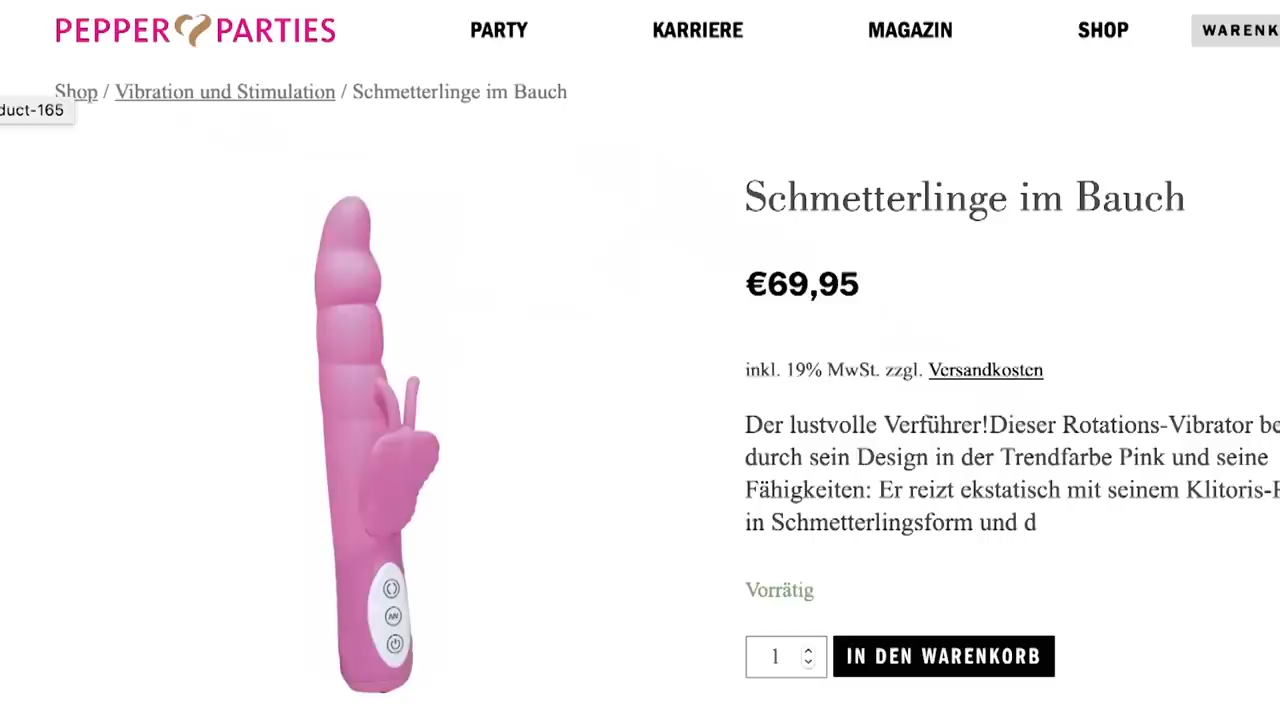 PEPPER PARTIES
PARTY
KARRIERE
MAGAZIN
SHOP
WARENK
Shop / Vibration und Stimulation / Schmetterlinge im Bauch
duct-165
Schmetterlinge im Bauch
€69,95
inkl. 19% MwSt. zzgl. Versandkosten
Der lustvolle Verführer!Dieser Rotations-Vibrator be
durch sein Design in der Trendfarbe Pink und seine
Fähigkeiten: Er reizt ekstatisch mit seinem Klitoris-
in Schmetterlingsform und d
Vorrätig
1
IN DEN WARENKORB